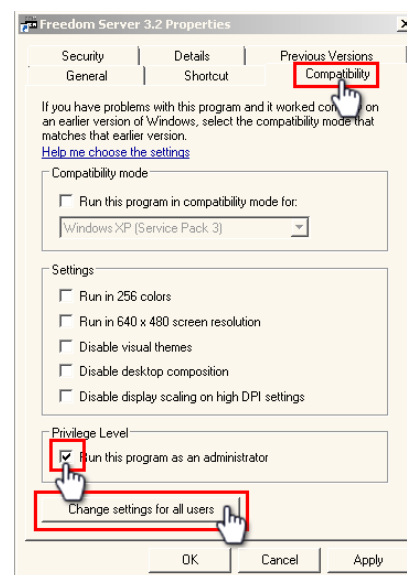 Freedom Server 3.2 Properties
Security Details Previous Versions
General Shortcut Compatibility
If you have problems with this program and it worked on
an earlier version of Windows, select the compatibility mode that
matches that earlier version.
Help me choose the settings
Compatibility mode
Run this program in compatibility mode for:
Windows XP (Service Pack 3)
Settings
Run in 256 colors
Run in 640 x 480 screen resolution
Disable visual themes
Disable desktop composition
Disable display scaling on high DPI settings
Privilege Level
Run this program as an administrator
Change settings for all users
OK Cancel Apply